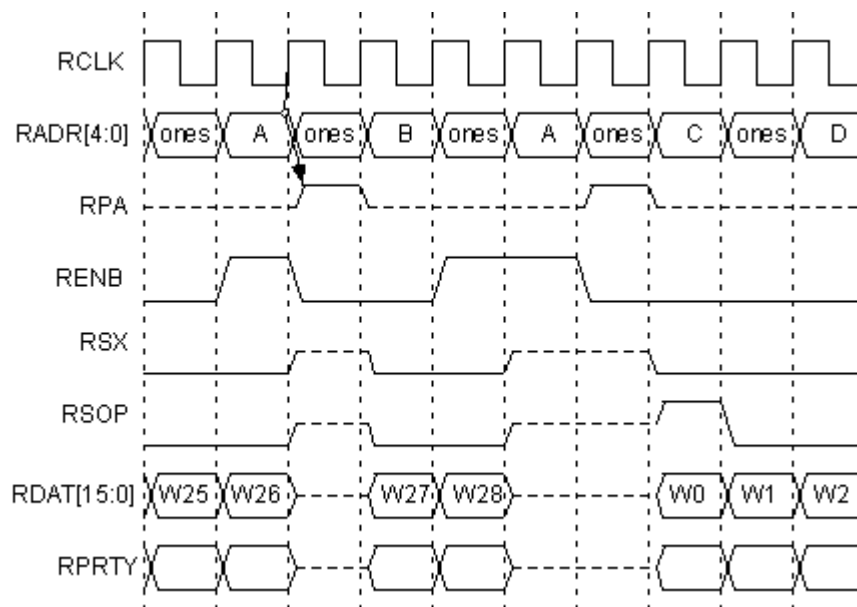 RCLK
RADR[4:0] ones A ones B ones A ones C ones D
RPA
RENB
RSX
RSOP
RDAT[15:0] W25 W26 W27 W28 W0 W1 W2
RPRTY